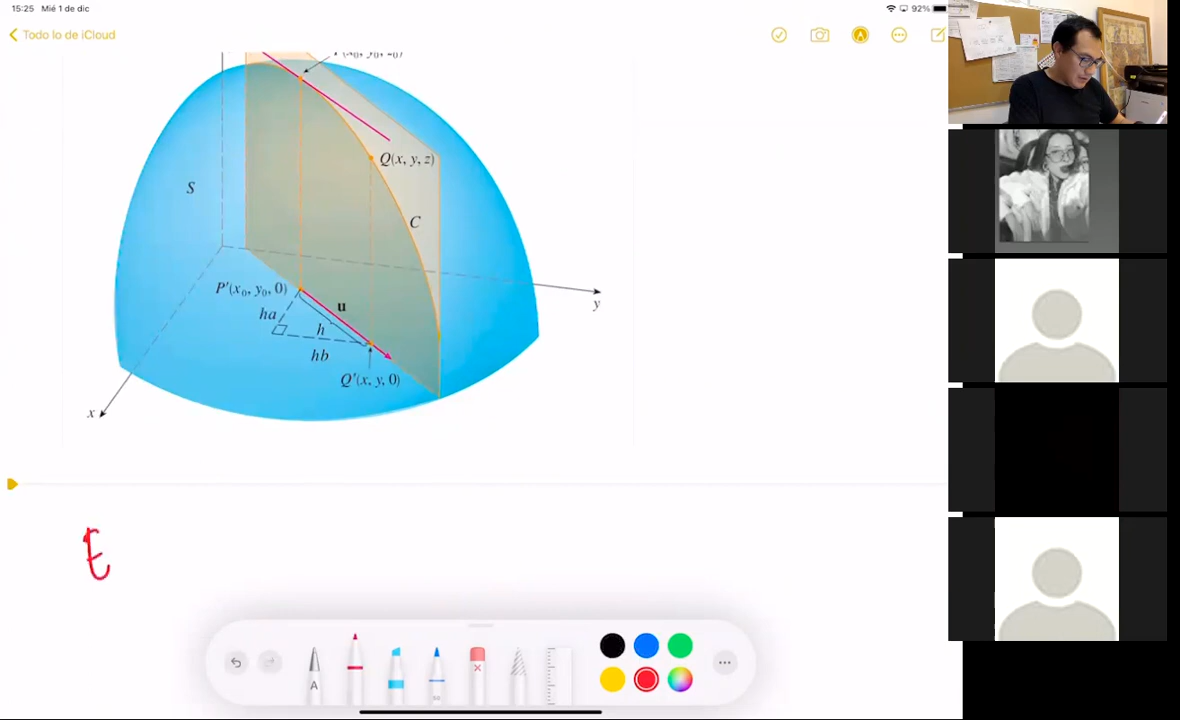 15:25 Mié 1 de dic
92%
Todo lo de iCloud
Q(x, y, z)
S
C
P'(x₀, y₀, 0)
u
y
ha
h
hb
Q'(x, y, 0)
x
E
A